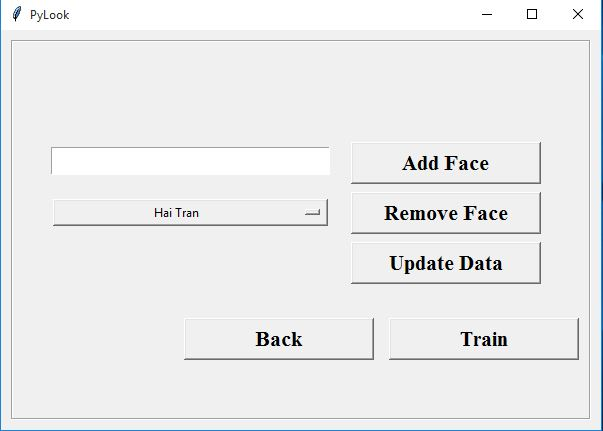 PyLook
Add Face
Hai Tran
Remove Face
Update Data
Back
Train